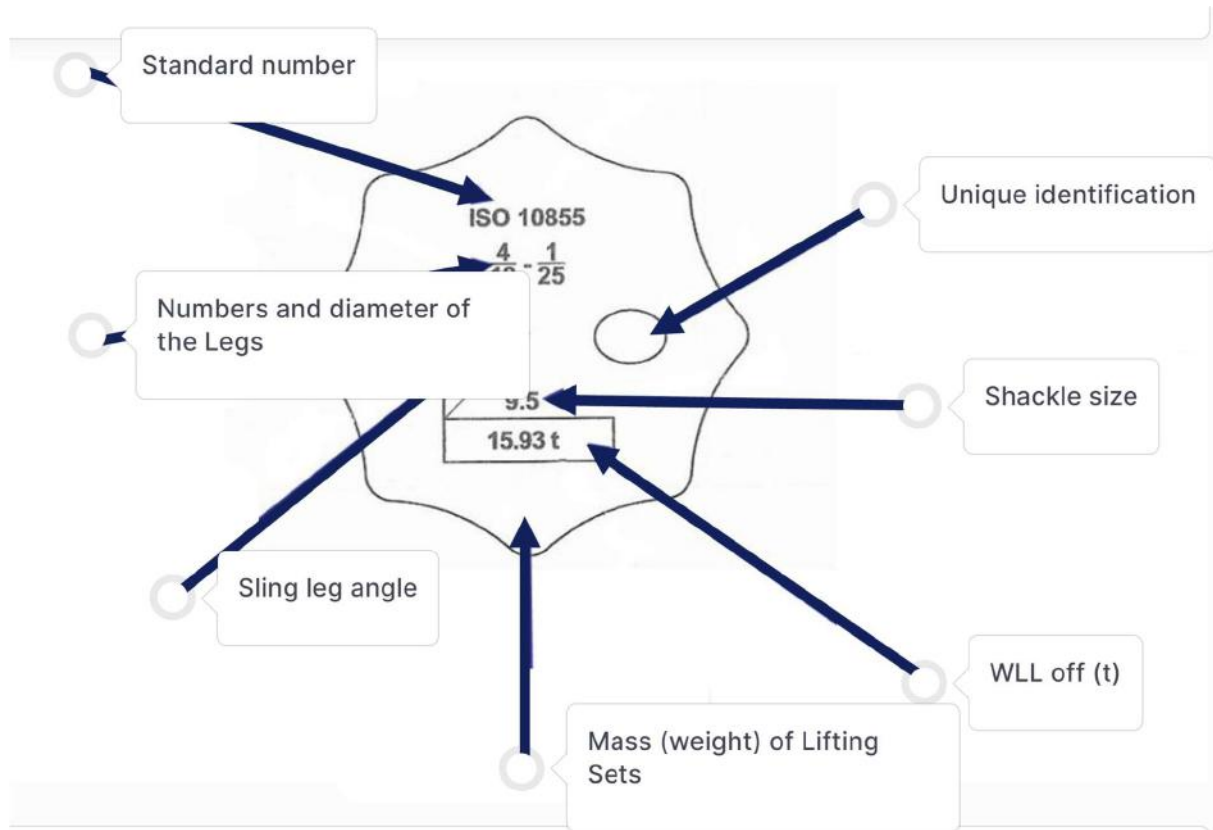 Standard number
ISO 10855
Unique identification
4 1
- 25
Numbers and diameter of
the Legs
Shackle size
9.5
15.93 t
Sling leg angle
WLL off (t)
Mass (weight) of Lifting
Sets